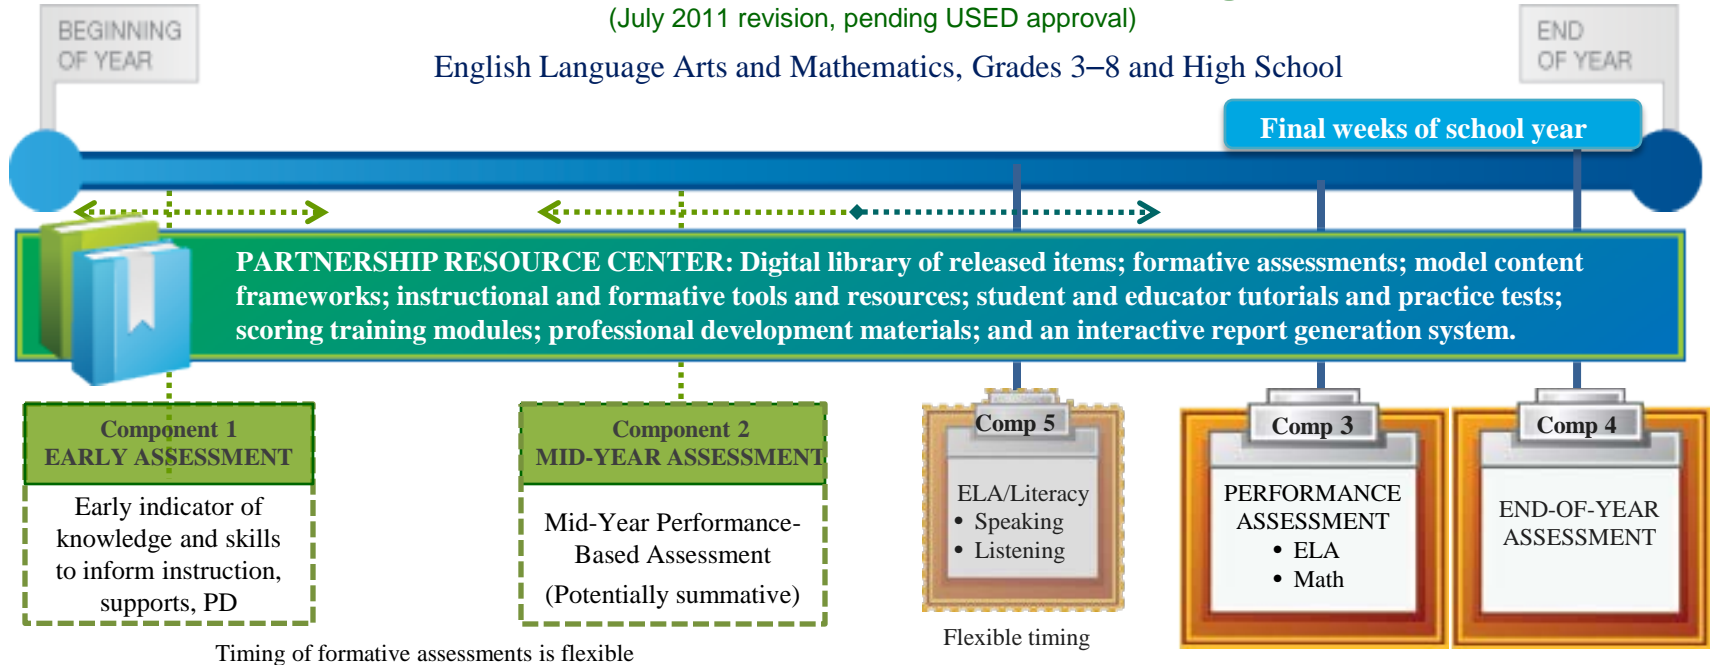 (July 2011 revision, pending USED approval)
BEGINNING
OF YEAR
English Language Arts and Mathematics, Grades 3–8 and High School
END
OF YEAR
Final weeks of school year
PARTNERSHIP RESOURCE CENTER: Digital library of released items; formative assessments; model content
frameworks; instructional and formative tools and resources; student and educator tutorials and practice tests;
scoring training modules; professional development materials; and an interactive report generation system.
Component 1
EARLY ASSESSMENT
Early indicator of
knowledge and skills
to inform instruction,
supports, PD
Component 2
MID-YEAR ASSESSMENT
Mid-Year Performance-
Based Assessment
(Potentially summative)
Timing of formative assessments is flexible
Comp 5
ELA/Literacy
• Speaking
• Listening
Flexible timing
Comp 3
PERFORMANCE
ASSESSMENT
• ELA
• Math
Comp 4
END-OF-YEAR
ASSESSMENT